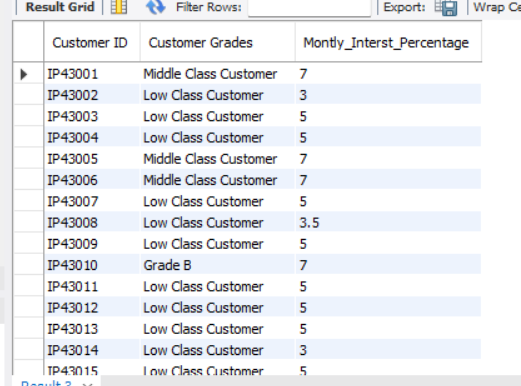 Result Grid Filter Rows: Export: Wrap Ce
Customer ID Customer Grades Montly_Interst_Percentage
IP43001 Middle Class Customer 7
IP43002 Low Class Customer 3
IP43003 Low Class Customer 5
IP43004 Low Class Customer 5
IP43005 Middle Class Customer 7
IP43006 Middle Class Customer 7
IP43007 Low Class Customer 5
IP43008 Low Class Customer 3.5
IP43009 Low Class Customer 5
IP43010 Grade B 7
IP43011 Low Class Customer 5
IP43012 Low Class Customer 5
IP43013 Low Class Customer 5
IP43014 Low Class Customer 3
IP43015 Low Class Customer 5
Result 3